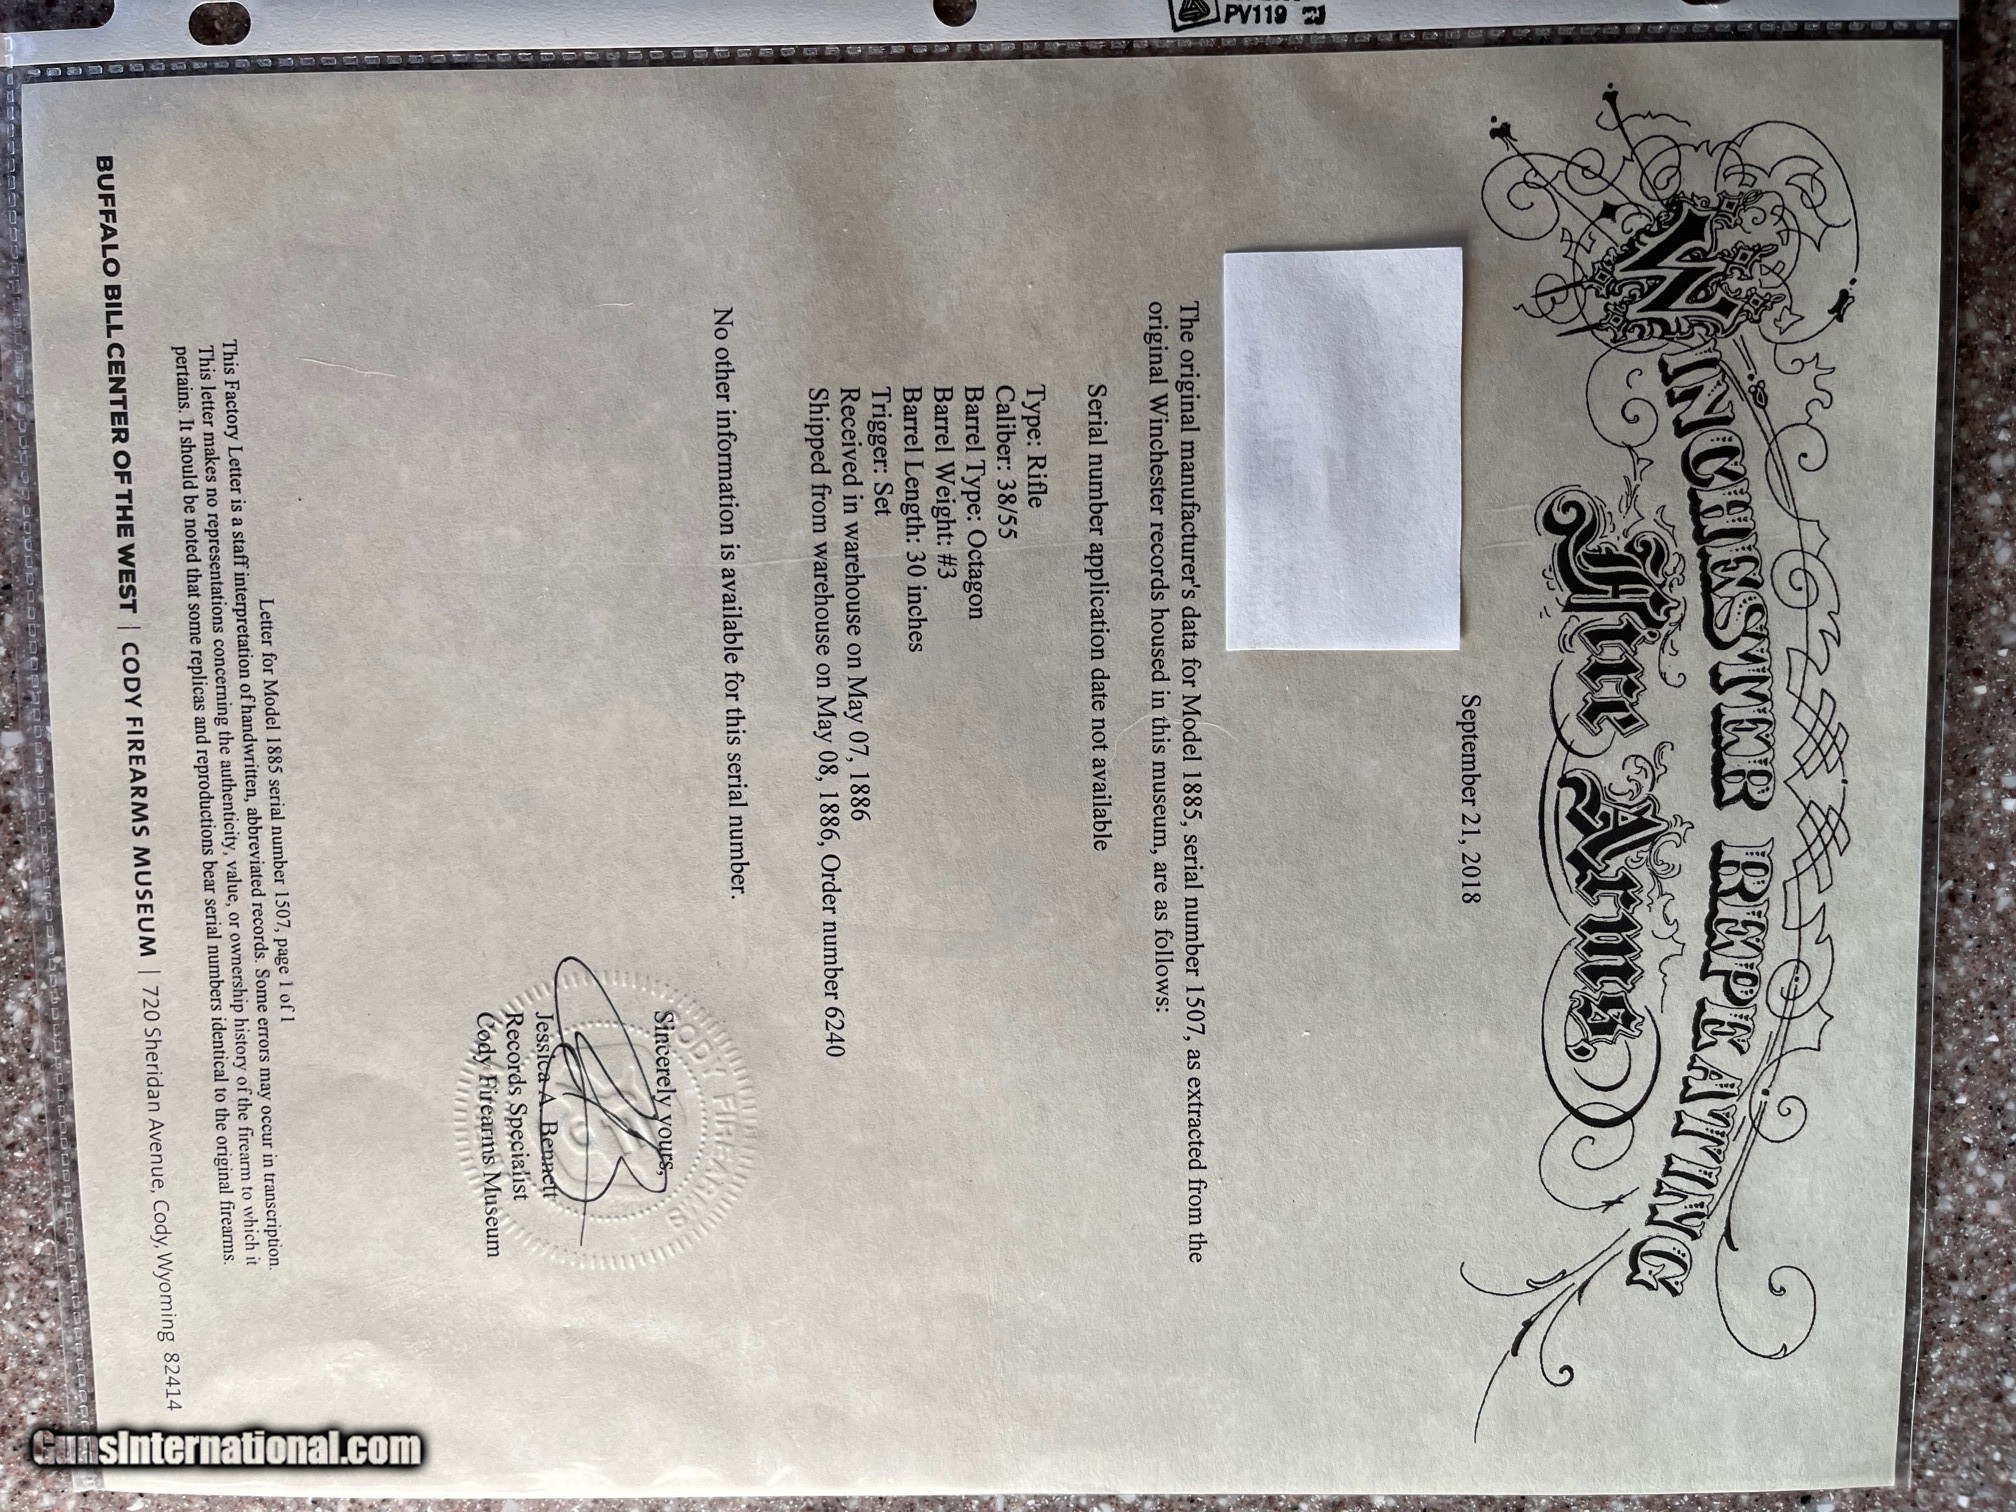 WINCHESTER REPEATING
Fire Arms.
September 21, 2018
The original manufacturer's data for Model 1885, serial number 1507, as extracted from the
original Winchester records housed in this museum, are as follows:
Serial number application date not available
Type: Rifle
Caliber: 38/55
Barrel Type: Octagon
Barrel Weight: #3
Barrel Length: 30 inches
Trigger: Set
Received in warehouse on May 07, 1886
Shipped from warehouse on May 08, 1886, Order number 6240
No other information is available for this serial number.
Sincerely yours,
Jessica A. Bennett
Records Specialist
Cody Firearms Museum
CODY FIREARMS
Letter for Model 1885 serial number 1507, page 1 of 1
This Factory Letter is a staff interpretation of handwritten, abbreviated records. Some errors may occur in transcription.
This letter makes no representations concerning the authenticity, value, or ownership history of the firearm to which it
pertains. It should be noted that some replicas and reproductions bear serial numbers identical to the original firearms.
BUFFALO BILL CENTER OF THE WEST | CODY FIREARMS MUSEUM | 720 Sheridan Avenue, Cody, Wyoming 82414
PV119
GunsInternational.com